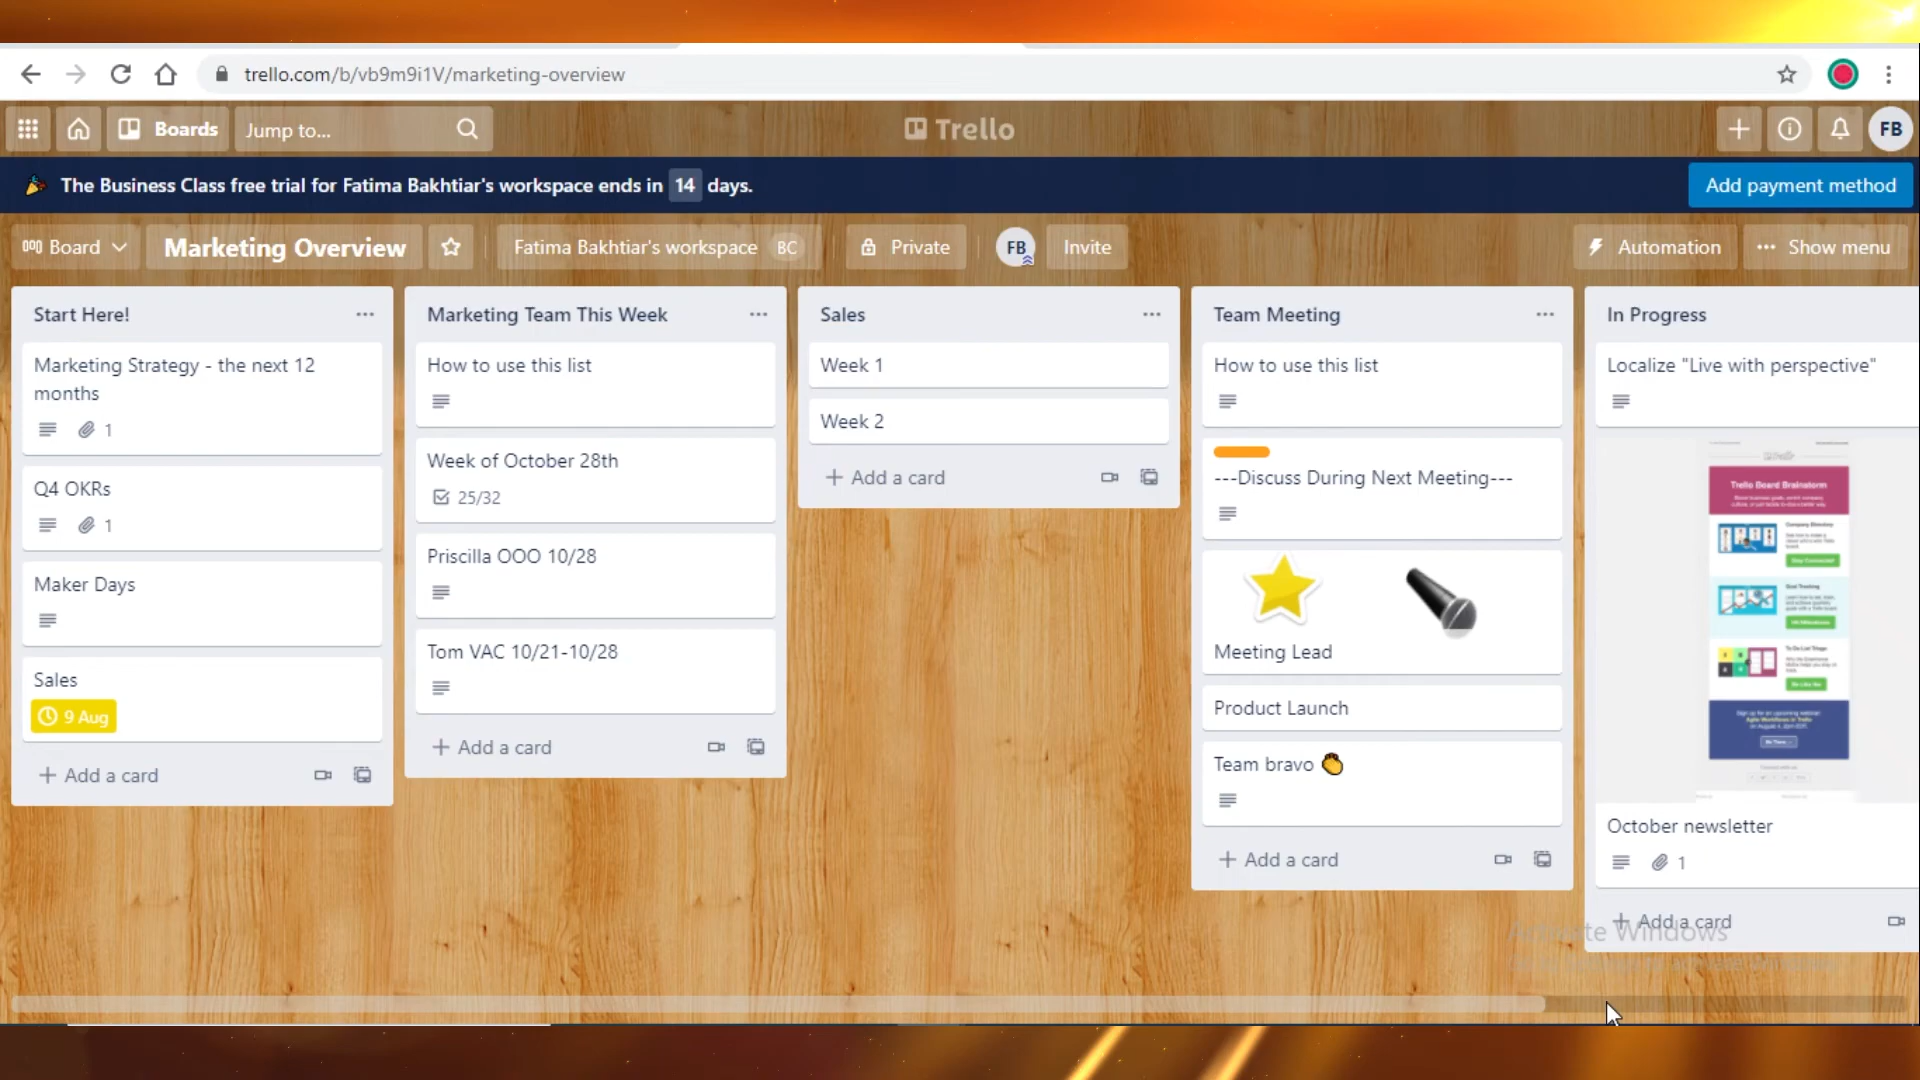 trello.com/b/vb9m9i1V/marketing-overview
Boards
Jump to...
Trello
FB
The Business Class free trial for Fatima Bakhtiar's workspace ends in 14 days.
Add payment method
Board
Marketing Overview
Fatima Bakhtiar's workspace BC
Private
FB
Invite
Automation
Show menu
Start Here!
Marketing Strategy - the next 12
months
1
Q4 OKRs
1
Maker Days
Sales
9 Aug
Add a card
Marketing Team This Week
How to use this list
Week of October 28th
25/32
Priscilla OOO 10/28
Tom VAC 10/21-10/28
Add a card
Sales
Week 1
Week 2
Add a card
Team Meeting
How to use this list
---Discuss During Next Meeting---
Meeting Lead
Product Launch
Team bravo
Add a card
In Progress
Localize "Live with perspective"
Trello Board Brainstorm
October newsletter
1
Add a card
Activate Windows